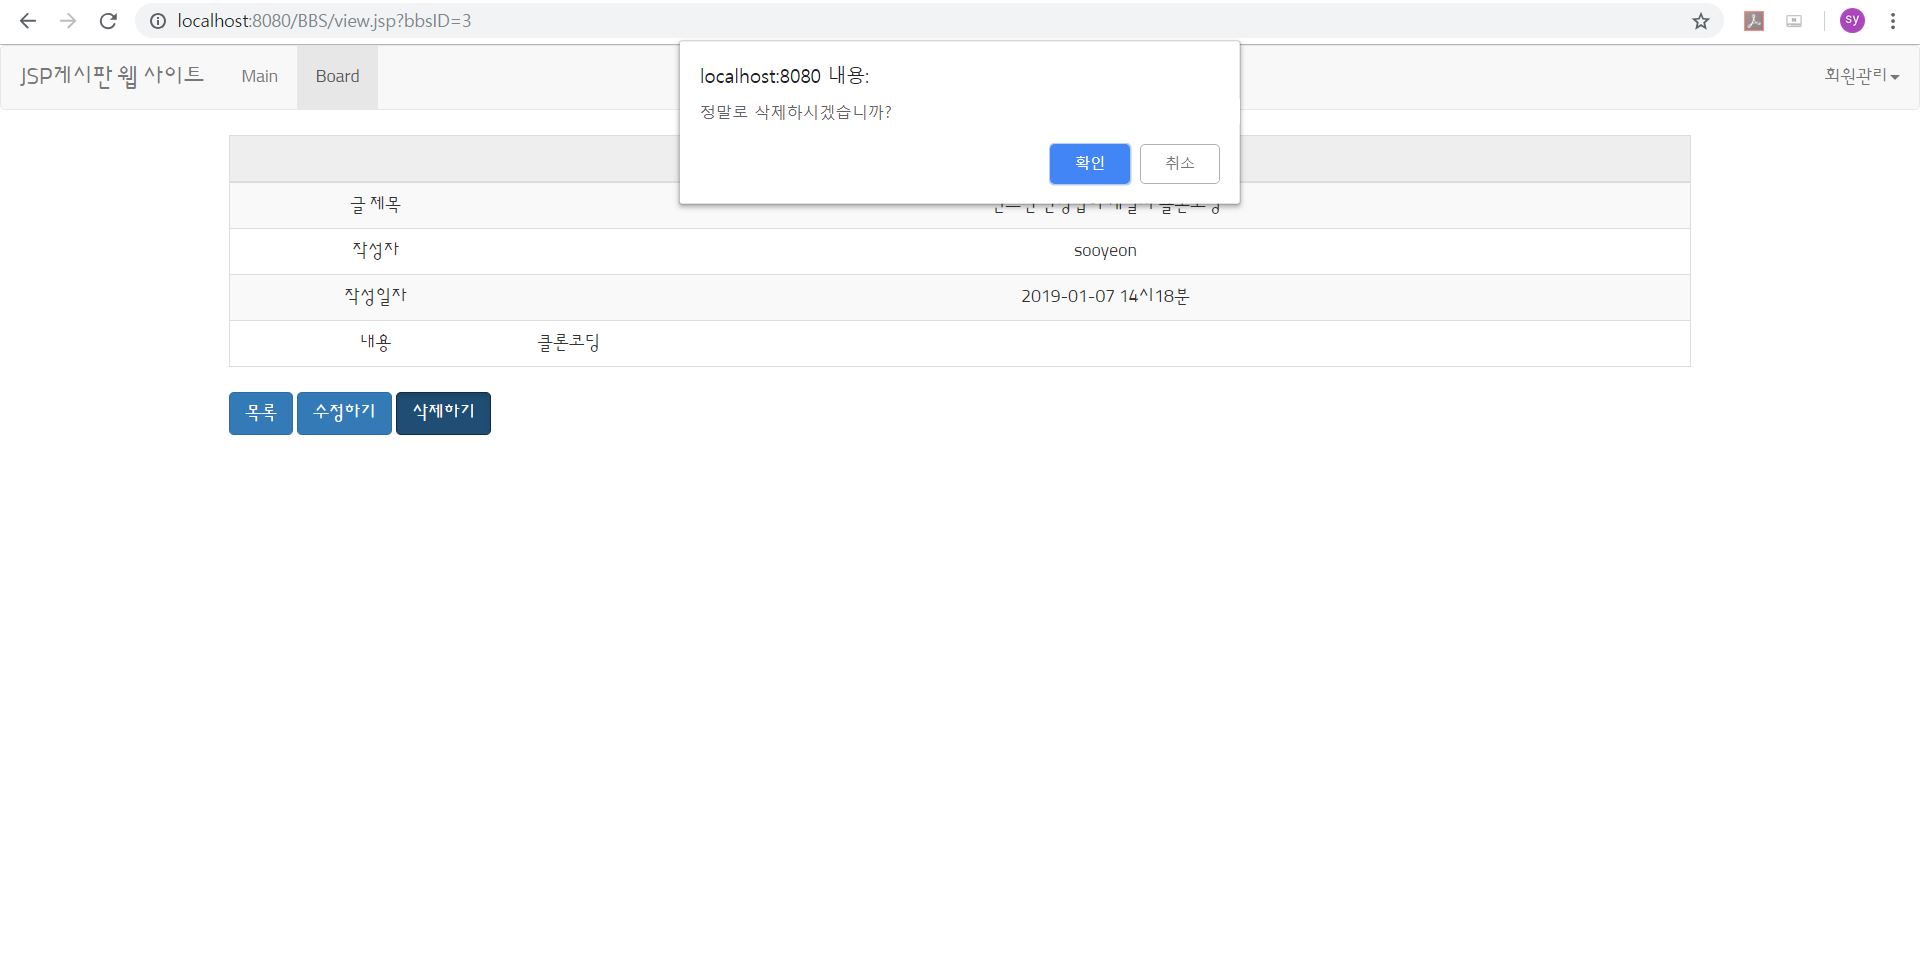 localhost:8080/BBS/view.jsp?bbsID=3
sy
JSP게시판 웹 사이트 Main Board 회원관리
localhost:8080 내용:
정말로 삭제하시겠습니까?
확인 취소
글 제목
작성자 sooyeon
작성일자 2019-01-07 14시18분
내용 클론코딩
목록 수정하기 삭제하기